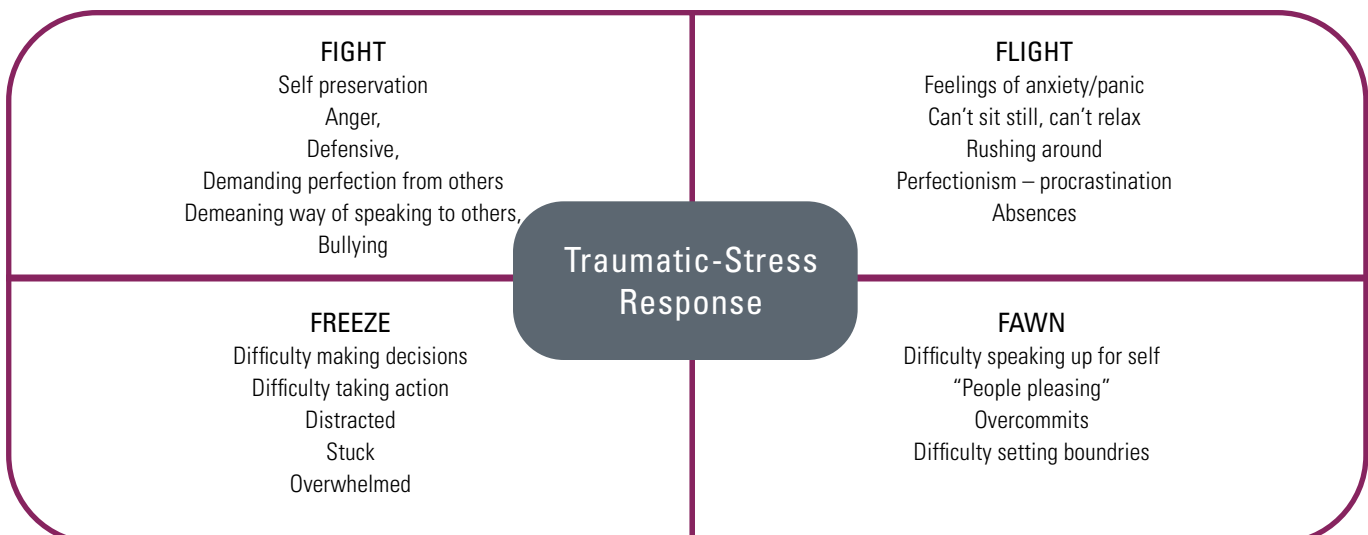 FIGHT
Self preservation
Anger,
Defensive,
Demanding perfection from others
Demeaning way of speaking to others,
Bullying
FLIGHT
Feelings of anxiety/panic
Can’t sit still, can’t relax
Rushing around
Perfectionism – procrastination
Absences
Traumatic-Stress
Response
FREEZE
Difficulty making decisions
Difficulty taking action
Distracted
Stuck
Overwhelmed
FAWN
Difficulty speaking up for self
“People pleasing”
Overcommits
Difficulty setting boundries